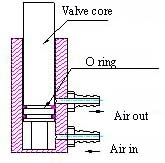 Valve core
O ring
Air out
Air in